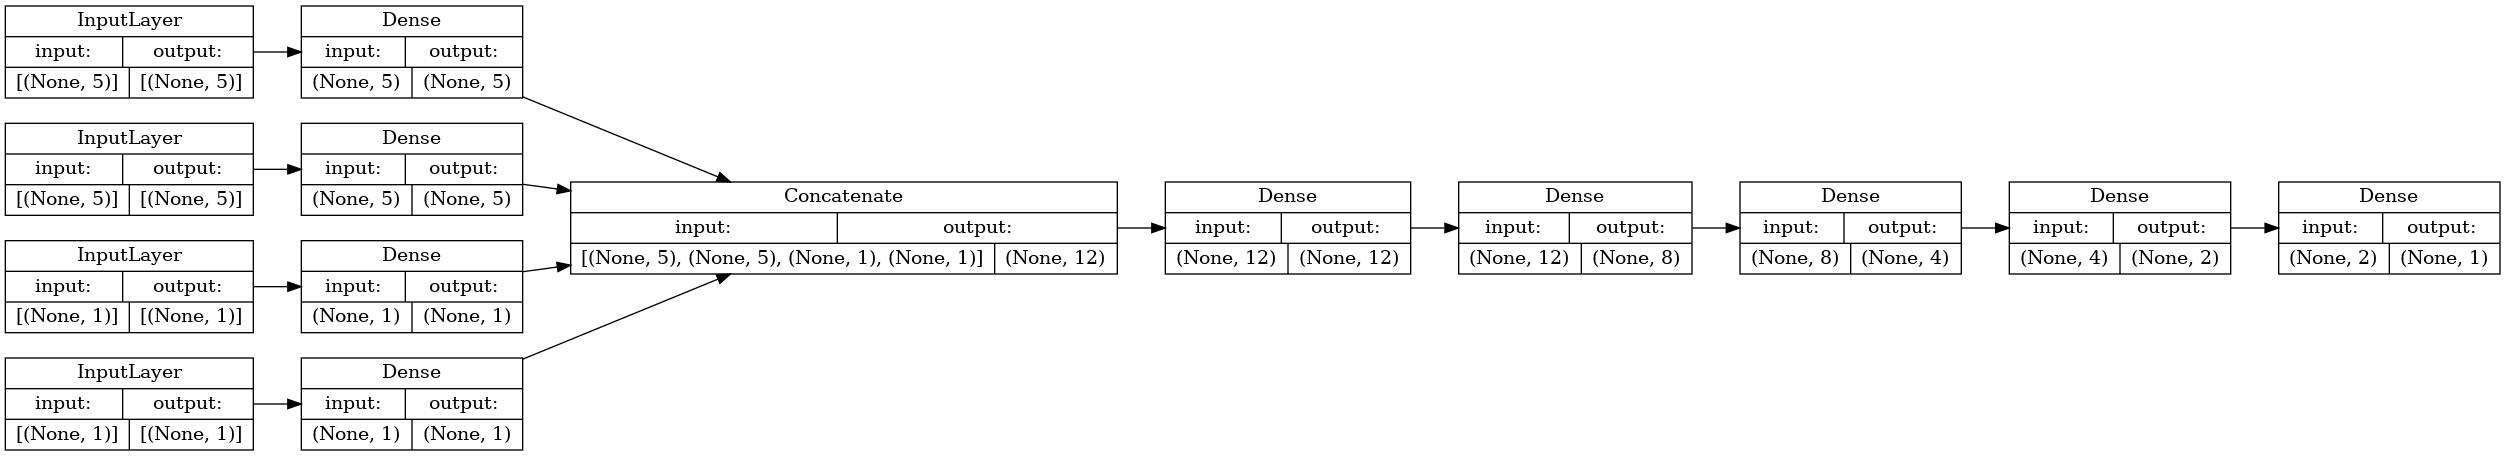 InputLayer
input: output:
[(None, 5)] [(None, 5)]
Dense
input: output:
(None, 5) (None, 5)
InputLayer
input: output:
[(None, 5)] [(None, 5)]
Dense
input: output:
(None, 5) (None, 5)
InputLayer
input: output:
[(None, 1)] [(None, 1)]
Dense
input: output:
(None, 1) (None, 1)
InputLayer
input: output:
[(None, 1)] [(None, 1)]
Dense
input: output:
(None, 1) (None, 1)
Concatenate
input: output:
[(None, 5), (None, 5), (None, 1), (None, 1)] (None, 12)
Dense
input: output:
(None, 12) (None, 12)
Dense
input: output:
(None, 12) (None, 8)
Dense
input: output:
(None, 8) (None, 4)
Dense
input: output:
(None, 4) (None, 2)
Dense
input: output:
(None, 2) (None, 1)